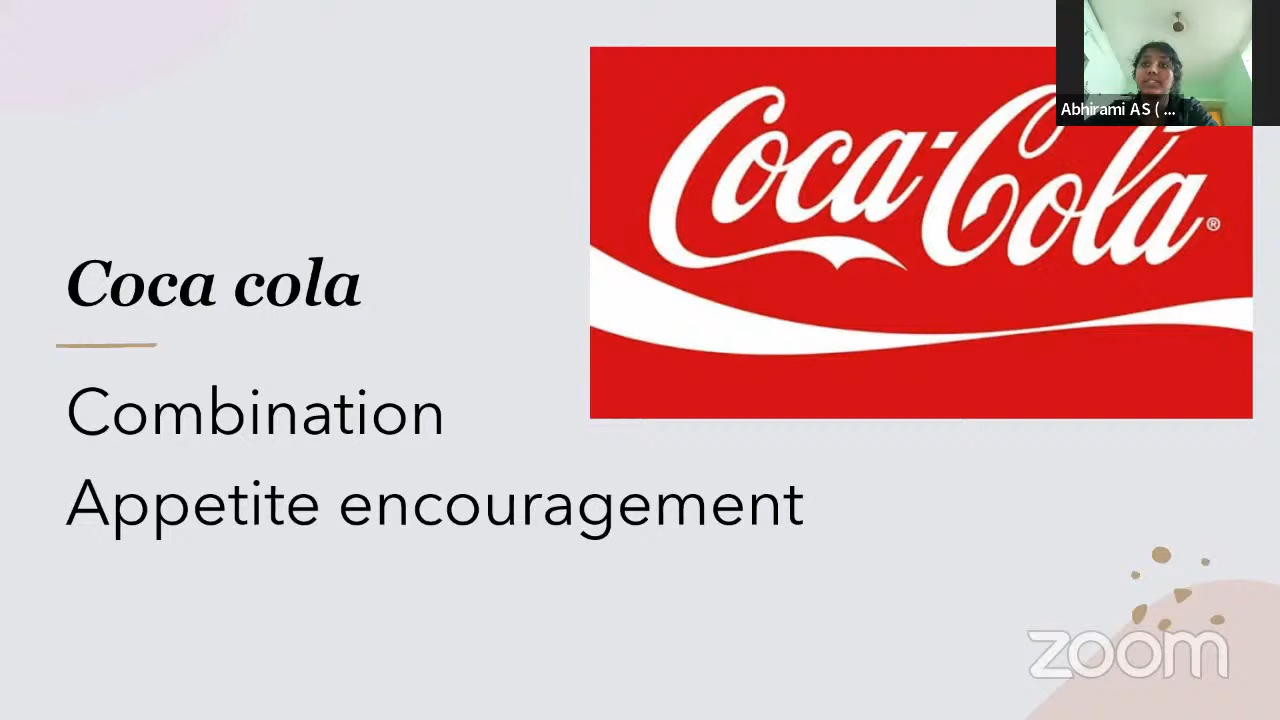 Coca-Cola®
Abhirami AS ( ...
Coca cola
Combination
Appetite encouragement
zoom